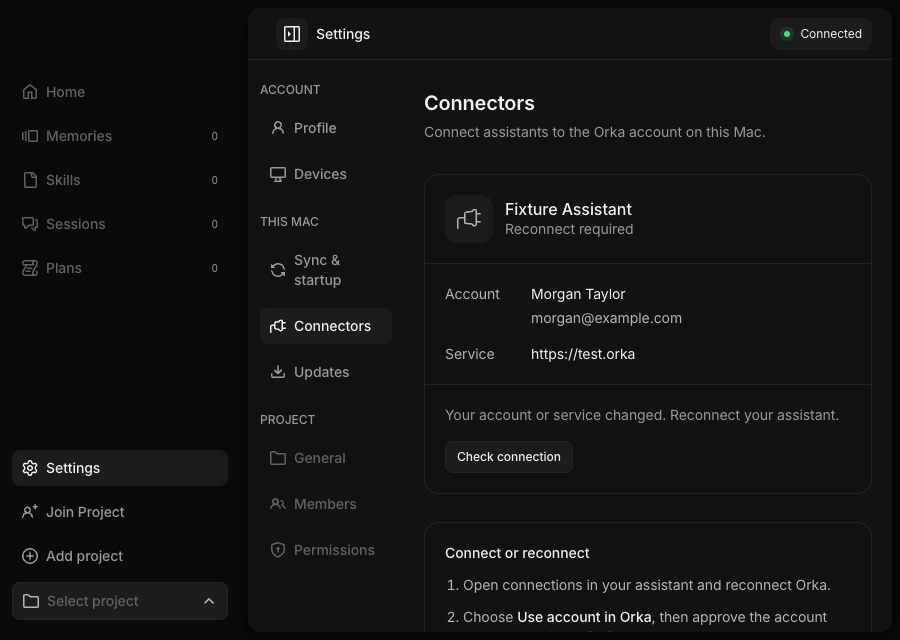 Settings
Connected
Home
Memories 0
Skills 0
Sessions 0
Plans 0
Settings
Join Project
Add project
Select project
ACCOUNT
Profile
Devices
THIS MAC
Sync &
startup
Connectors
Updates
PROJECT
General
Members
Permissions
Connectors
Connect assistants to the Orka account on this Mac.
Fixture Assistant
Reconnect required
Account Morgan Taylor
morgan@example.com
Service https://test.orka
Your account or service changed. Reconnect your assistant.
Check connection
Connect or reconnect
1. Open connections in your assistant and reconnect Orka.
2. Choose Use account in Orka, then approve the account